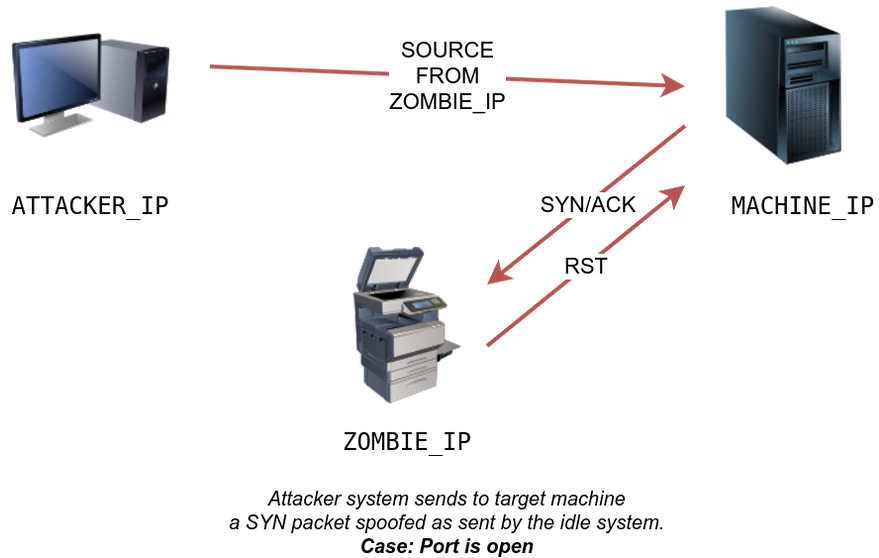 SOURCE
FROM
ZOMBIE_IP
ATTACKER_IP
SYN/ACK
MACHINE_IP
RST
ZOMBIE_IP
Attacker system sends to target machine
a SYN packet spoofed as sent by the idle system.
Case: Port is open